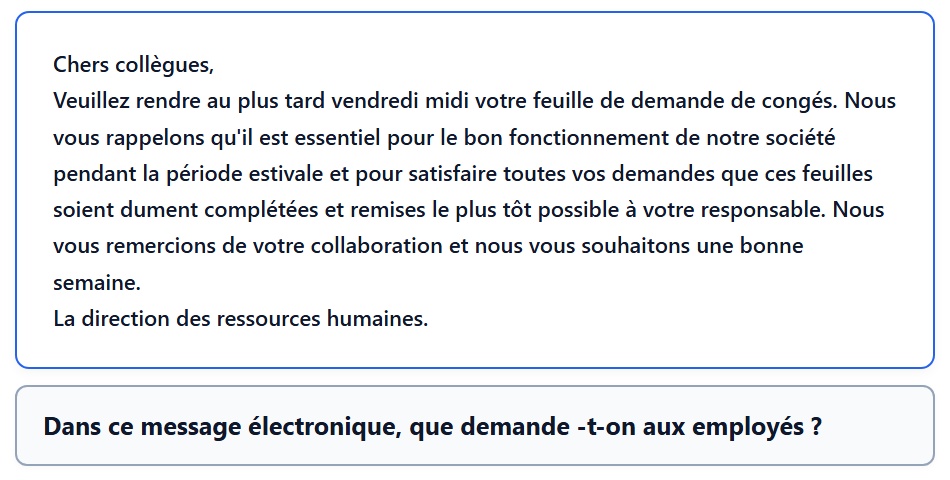 Chers collègues,
Veuillez rendre au plus tard vendredi midi votre feuille de demande de congés. Nous
vous rappelons qu'il est essentiel pour le bon fonctionnement de notre société
pendant la période estivale et pour satisfaire toutes vos demandes que ces feuilles
soient dument complétées et remises le plus tôt possible à votre responsable. Nous
vous remercions de votre collaboration et nous vous souhaitons une bonne
semaine.
La direction des ressources humaines.
Dans ce message électronique, que demande -t-on aux employés ?